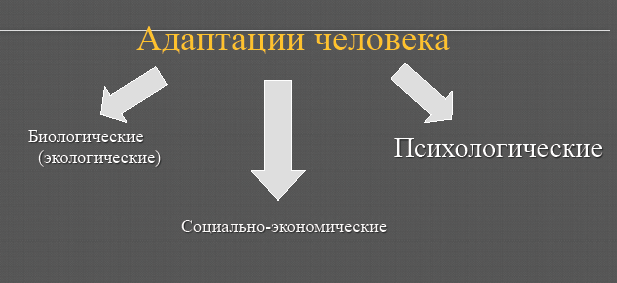 Адаптации человека
Биологические
(экологические)
Психологические
Социально-экономические